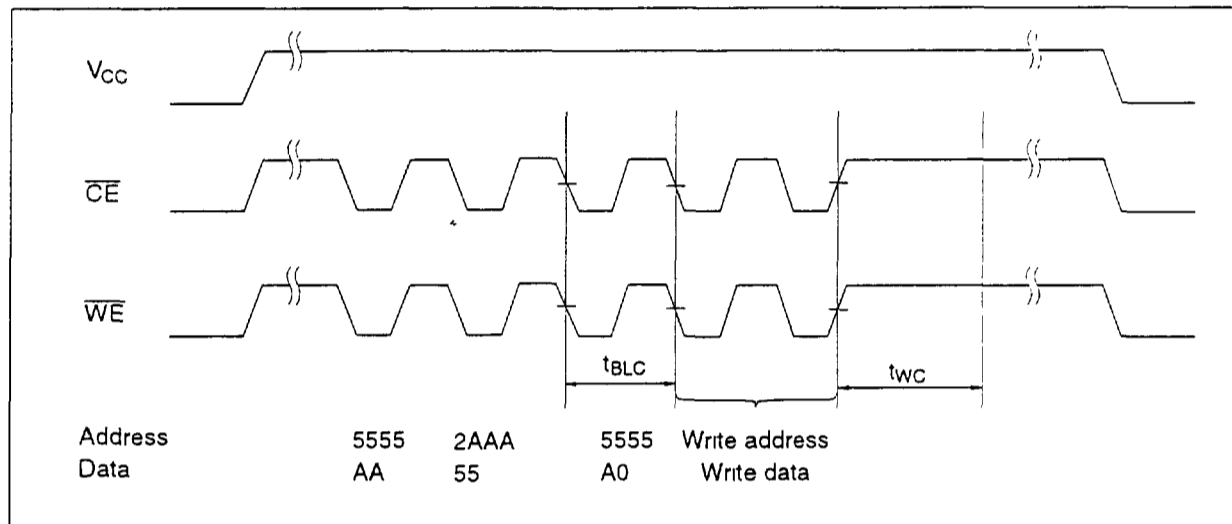 VCC
CE
WE
tBLC tWC
Address 5555 2AAA 5555 Write address
Data AA 55 A0 Write data